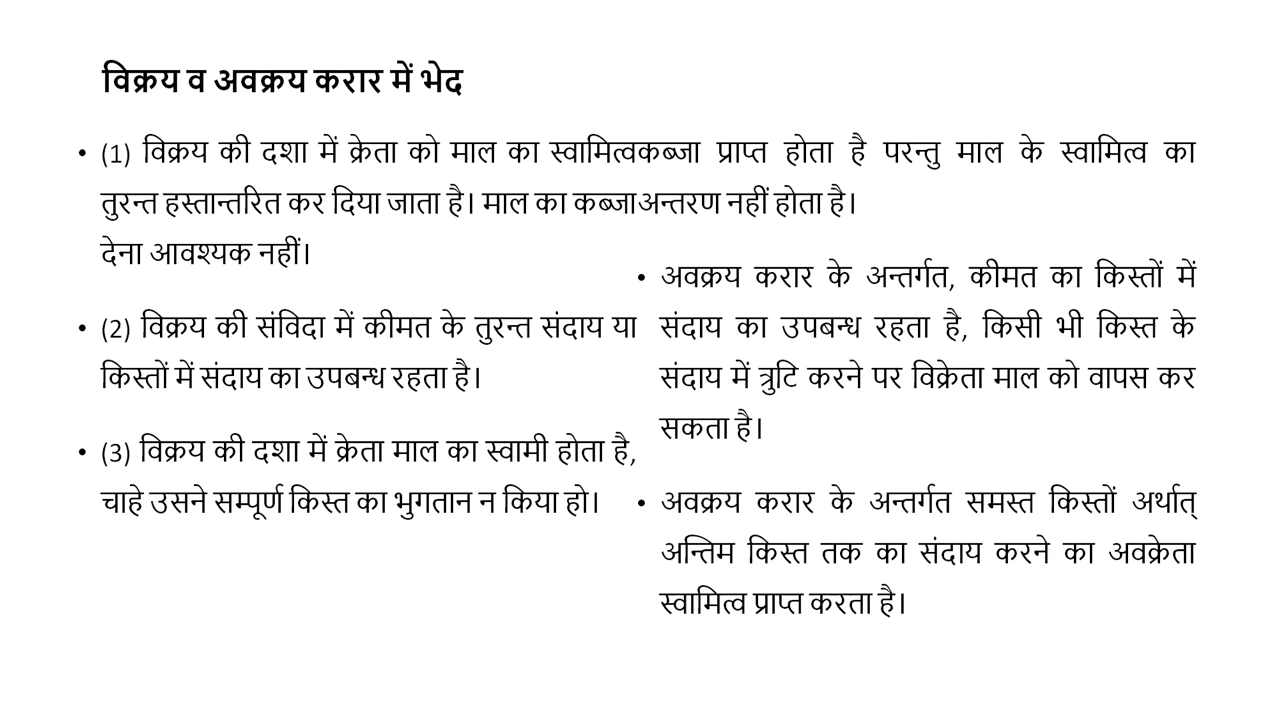 विक्रय व अवक्रय करार में भेद
• (1) विक्रय की दशा में क्रेता को माल का स्वामित्व
तुरन्त हस्तान्तरित कर दिया जाता है। माल का कब्जा
देना आवश्यक नहीं।
• (2) विक्रय की संविदा में कीमत के तुरन्त संदाय या
किस्तों में संदाय का उपबन्ध रहता है।
• (3) विक्रय की दशा में क्रेता माल का स्वामी होता है,
चाहे उसने सम्पूर्ण किस्त का भुगतान न किया हो।
कब्जा प्राप्त होता है परन्तु माल के स्वामित्व का
अन्तरण नहीं होता है।
• अवक्रय करार के अन्तर्गत, कीमत का किस्तों में
संदाय का उपबन्ध रहता है, किसी भी किस्त के
संदाय में त्रुटि करने पर विक्रेता माल को वापस कर
सकता है।
• अवक्रय करार के अन्तर्गत समस्त किस्तों अर्थात्
अन्तिम किस्त तक का संदाय करने का अवक्रेता
स्वामित्व प्राप्त करता है।